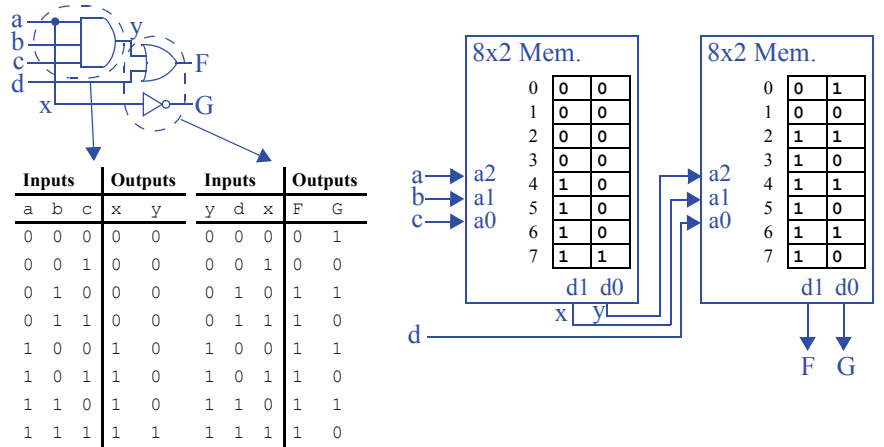 a
b
c
d
x
y
F
G
Inputs Outputs Inputs Outputs
a b c x y y d x F G
0 0 0 0 0 0 0 0 0 1
0 0 1 0 0 0 0 1 0 0
0 1 0 0 0 0 1 0 1 1
0 1 1 0 0 0 1 1 1 0
1 0 0 1 0 1 0 0 1 1
1 0 1 1 0 1 0 1 1 0
1 1 0 1 0 1 1 0 1 1
1 1 1 1 1 1 1 1 1 0
8x2 Mem.
0 0 0
1 0 0
2 0 0
3 0 0
4 1 0
5 1 0
6 1 0
7 1 1
a a2
b a1
c a0
d1 d0
x y
d
8x2 Mem.
0 0 1
1 0 0
2 1 1
3 1 0
4 1 1
5 1 0
6 1 1
7 1 0
a2
a1
a0
d1 d0
F G